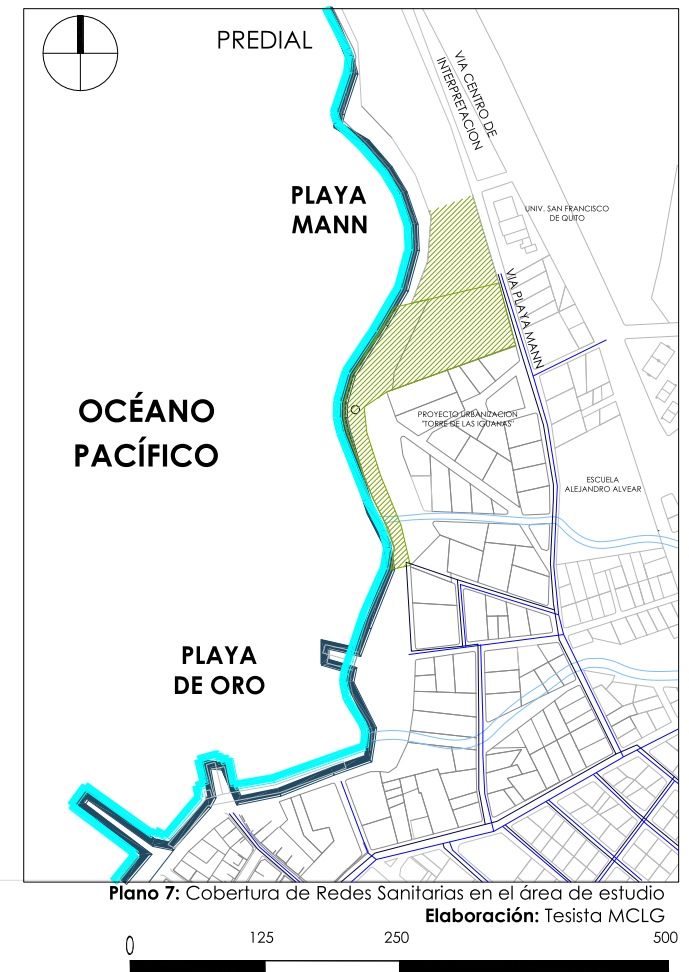 PREDIAL
VIA CENTRO DE
INTERPRETACION
PLAYA
MANN
UNIV. SAN FRANCISCO
DE QUITO
VIA PLAYA MANN
OCÉANO
PACÍFICO
PROYECTO URBANIZACION
"TORRE DE LAS IGUANAS"
ESCUELA
ALEJANDRO ALVEAR
PLAYA
DE ORO
Plano 7: Cobertura de Redes Sanitarias en el área de estudio
Elaboración: Tesista MCLG
0 125 250 500